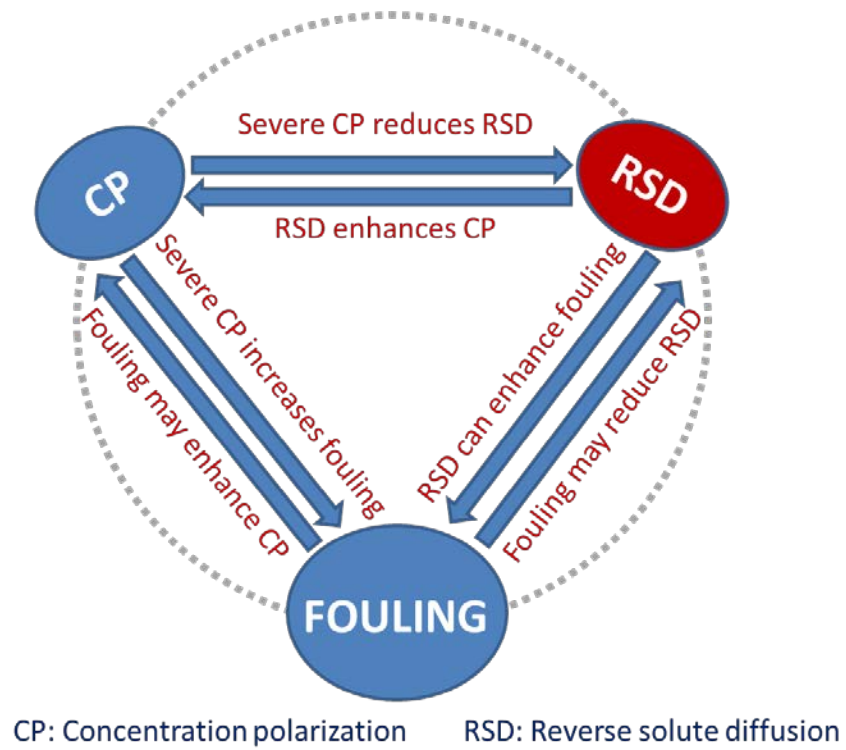 Severe CP reduces RSD
CP
RSD
RSD enhances CP
Severe CP increases fouling
Fouling may enhance CP
RSD can enhance fouling
Fouling may reduce RSD
FOULING
CP: Concentration polarization
RSD: Reverse solute diffusion